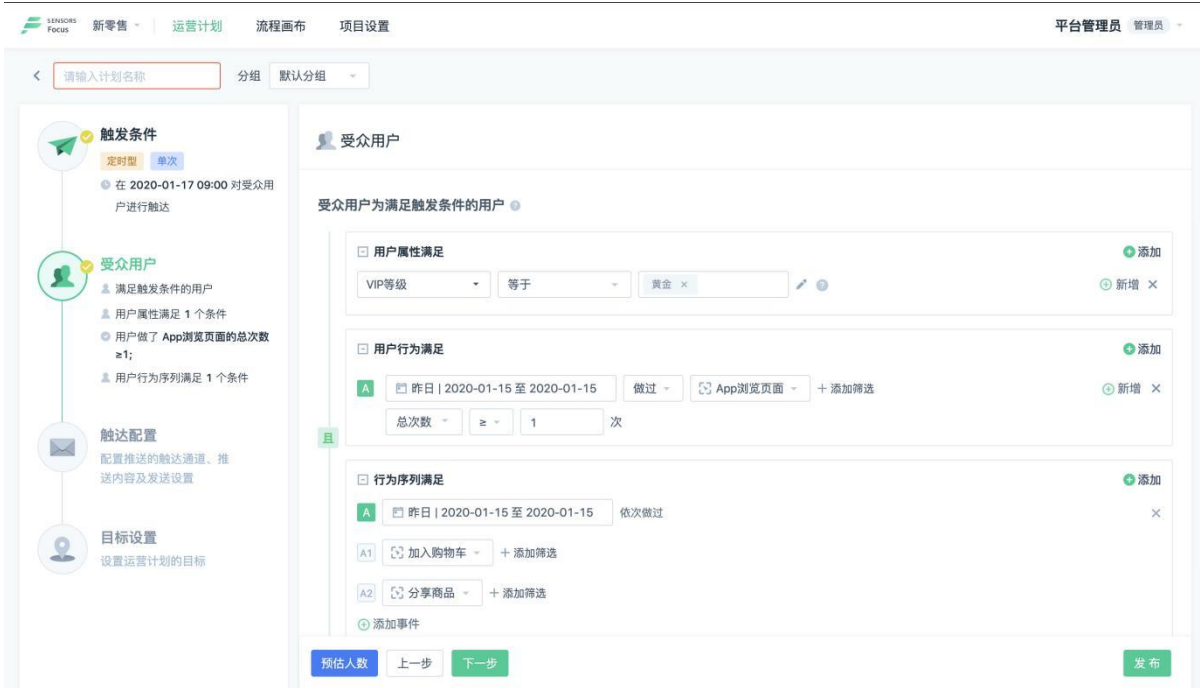 SENSORS
Focus
新零售
运营计划
流程画布
项目设置
平台管理员 管理员
请输入计划名称
分组 默认分组
触发条件
定时型 单次
在 2020-01-17 09:00 对受众用
户进行触达
受众用户
满足触发条件的用户
用户属性满足 1 个条件
用户做了 App浏览页面的总次数
≥1;
用户行为序列满足 1 个条件
触达配置
配置推送的触达通道、推
送内容及发送设置
目标设置
设置运营计划的目标
受众用户
受众用户为满足触发条件的用户
且
用户属性满足 添加
VIP等级 等于 黄金 × 新增 ×
用户行为满足 添加
A 昨日 | 2020-01-15 至 2020-01-15 做过 App浏览页面 + 添加筛选 新增 ×
总次数 ≥ 1 次
行为序列满足 添加
A 昨日 | 2020-01-15 至 2020-01-15 依次做过 ×
A1 加入购物车 + 添加筛选
A2 分享商品 + 添加筛选
添加事件
预估人数 上一步 下一步 发布